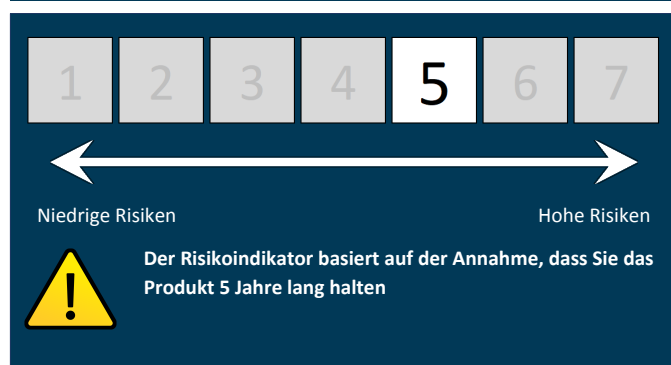 1 2 3 4 5 6 7
Niedrige Risiken Hohe Risiken
Der Risikoindikator basiert auf der Annahme, dass Sie das
Produkt 5 Jahre lang halten